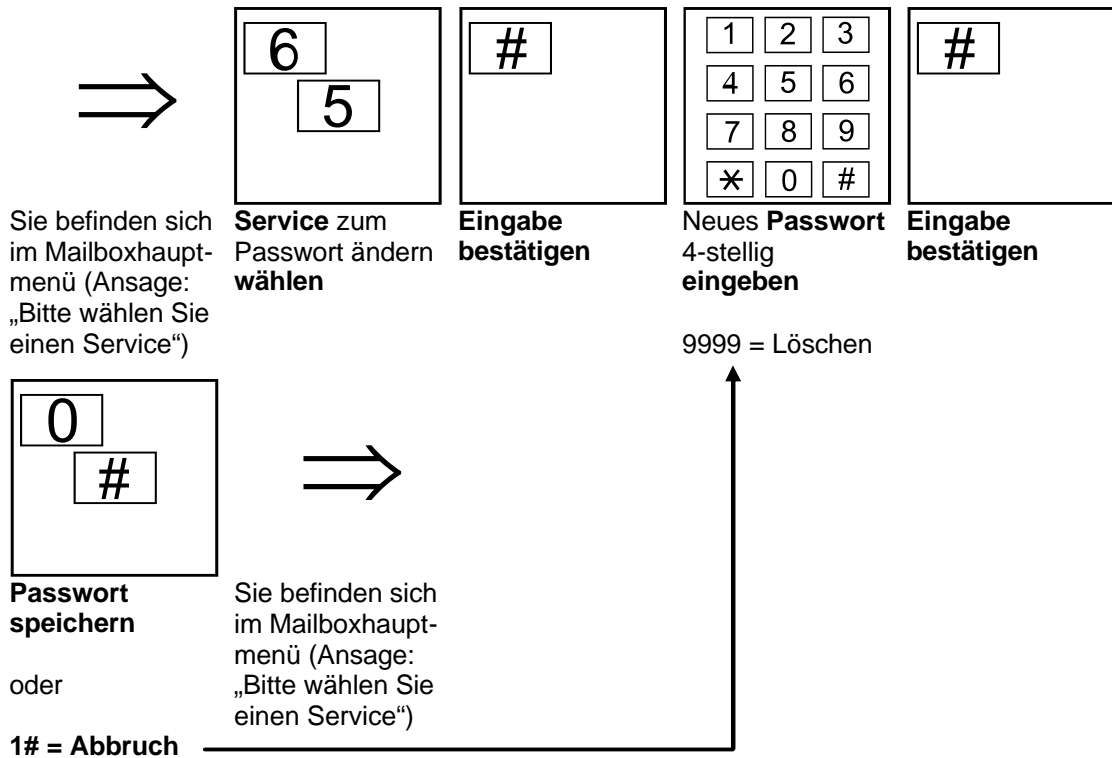 6
5
#
1 2 3
4 5 6
7 8 9
* 0 #
#
Sie befinden sich
im Mailboxhaupt-
menü (Ansage:
„Bitte wählen Sie
einen Service“)
Service zum
Passwort ändern
wählen
Eingabe
bestätigen
Neues Passwort
4-stellig
eingeben
9999 = Löschen
Eingabe
bestätigen
0
#
Passwort
speichern
oder
1# = Abbruch
Sie befinden sich
im Mailboxhaupt-
menü (Ansage:
„Bitte wählen Sie
einen Service“)